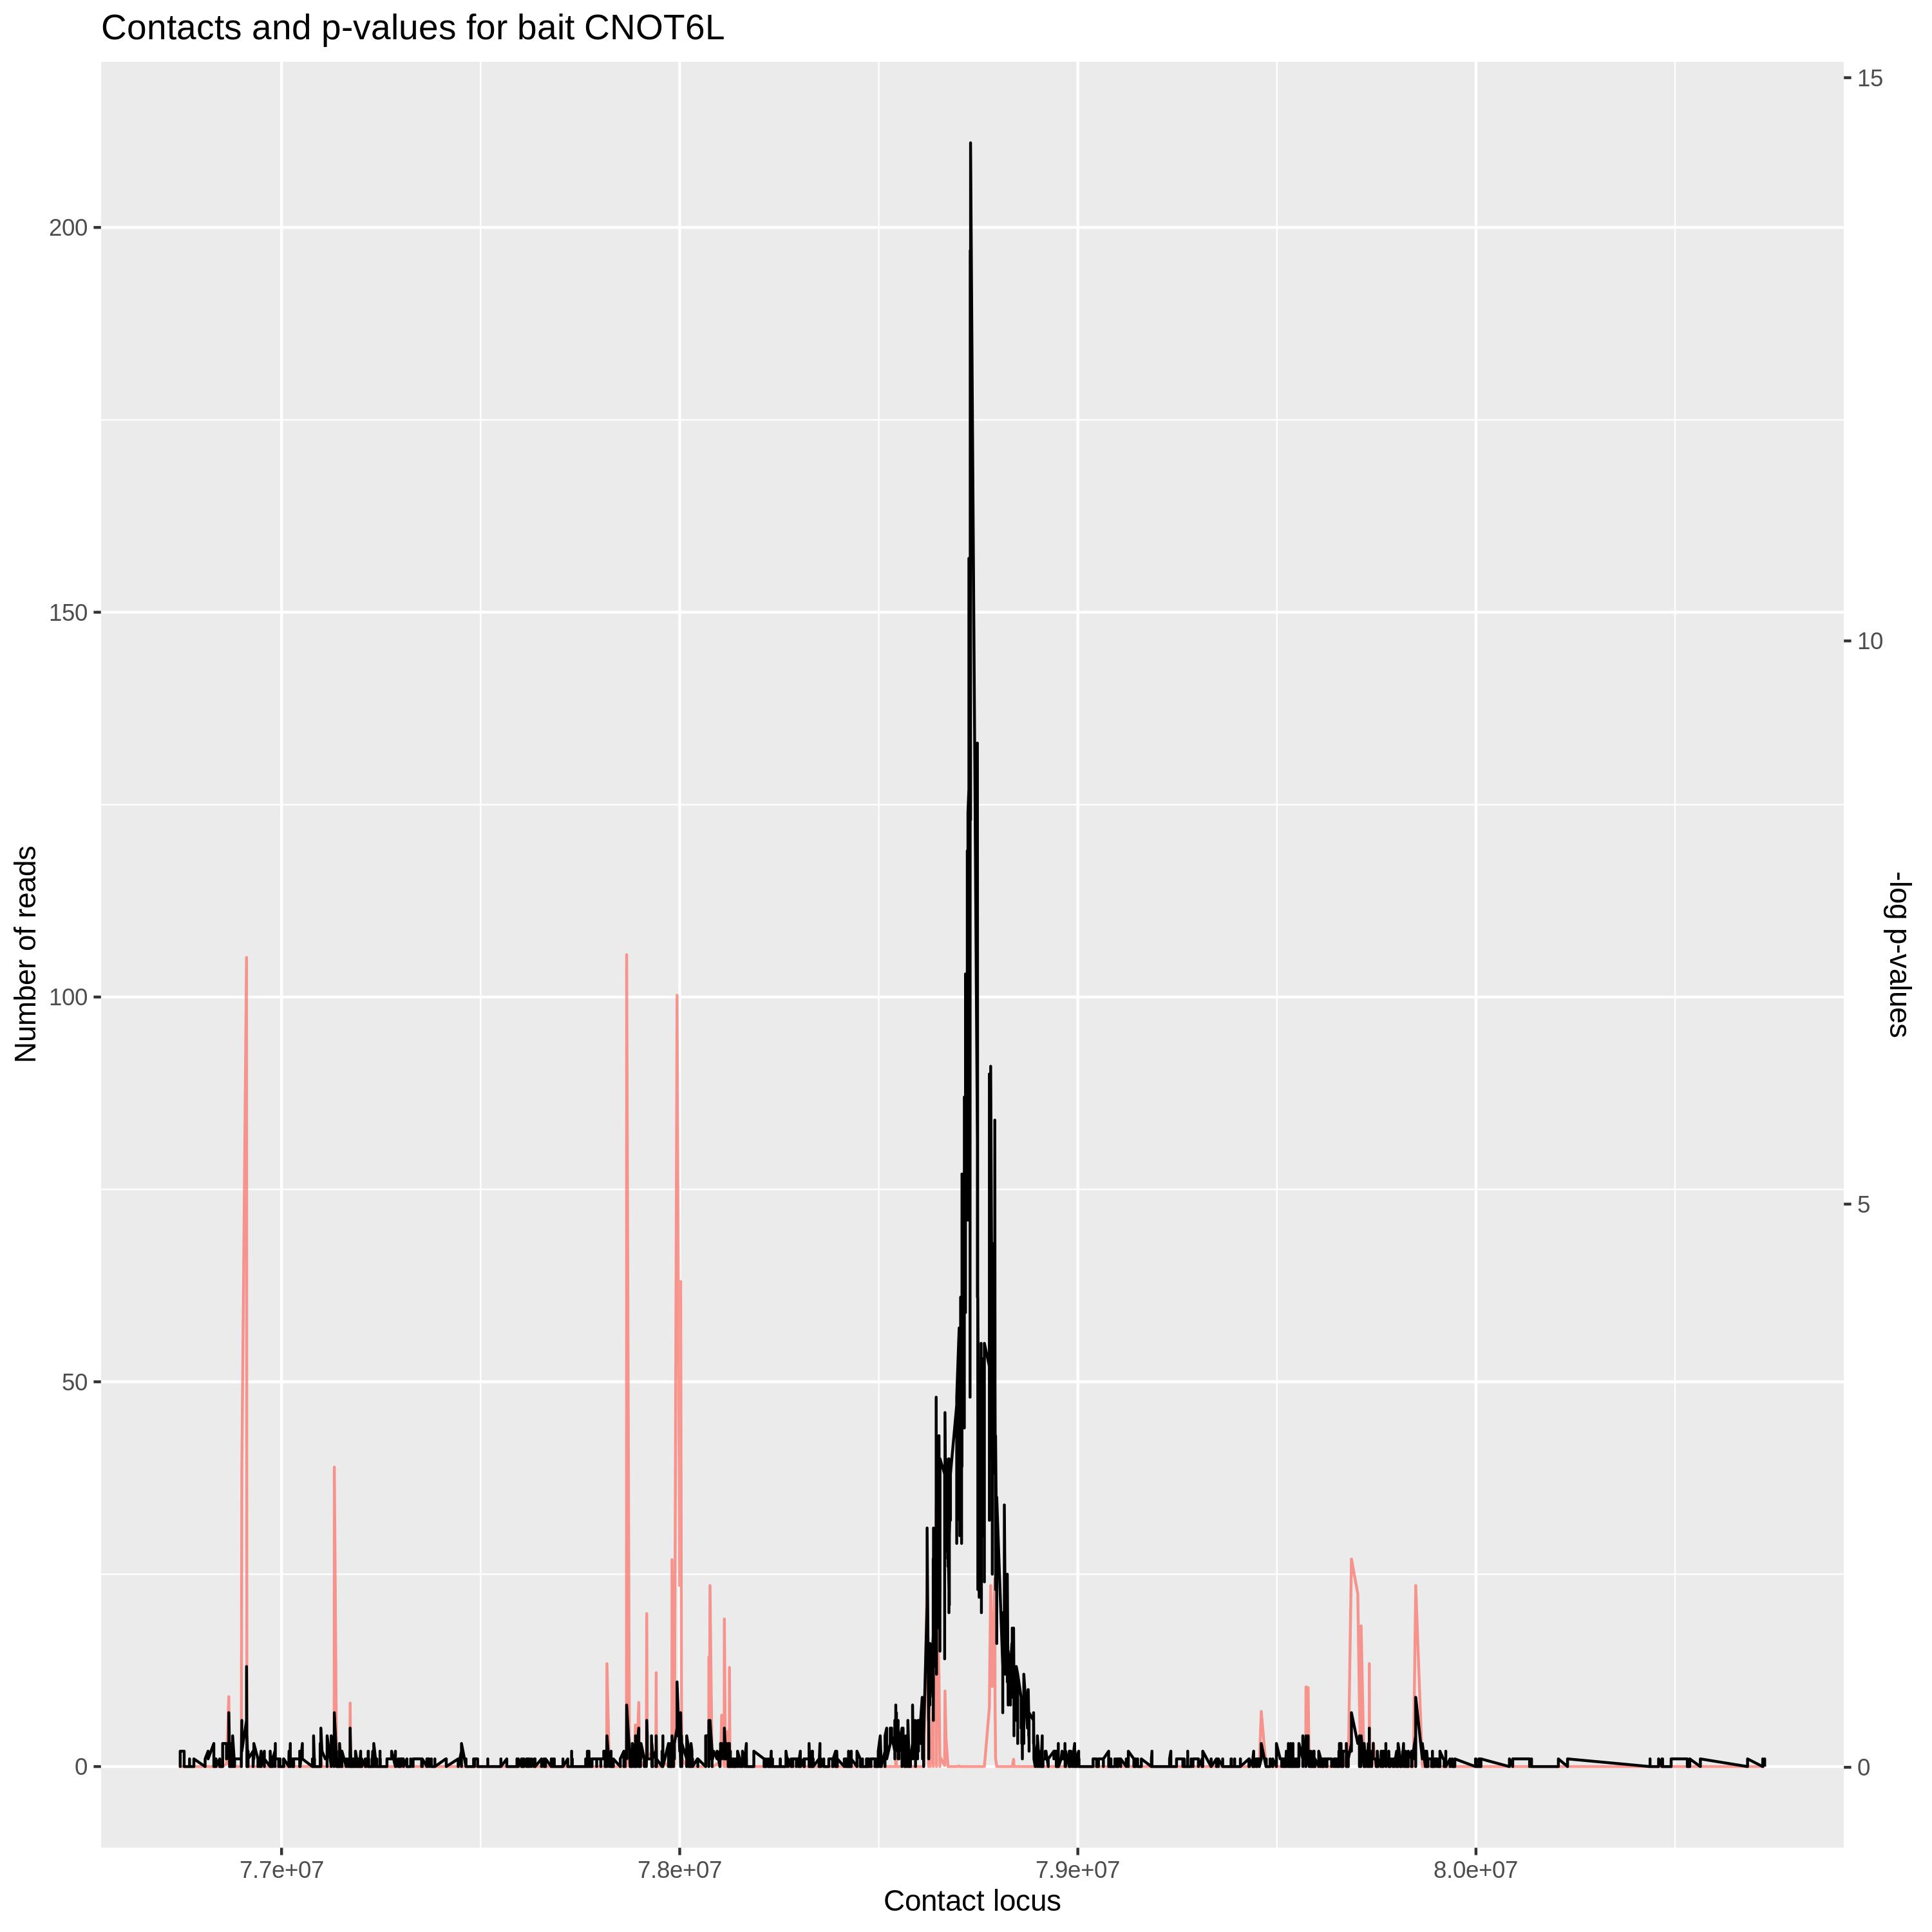 Contacts and p-values for bait CNOT6L
15
200
150
10
Number of reads
-log p-values
100
5
50
0
0
7.7e+07
7.8e+07
7.9e+07
8.0e+07
Contact locus